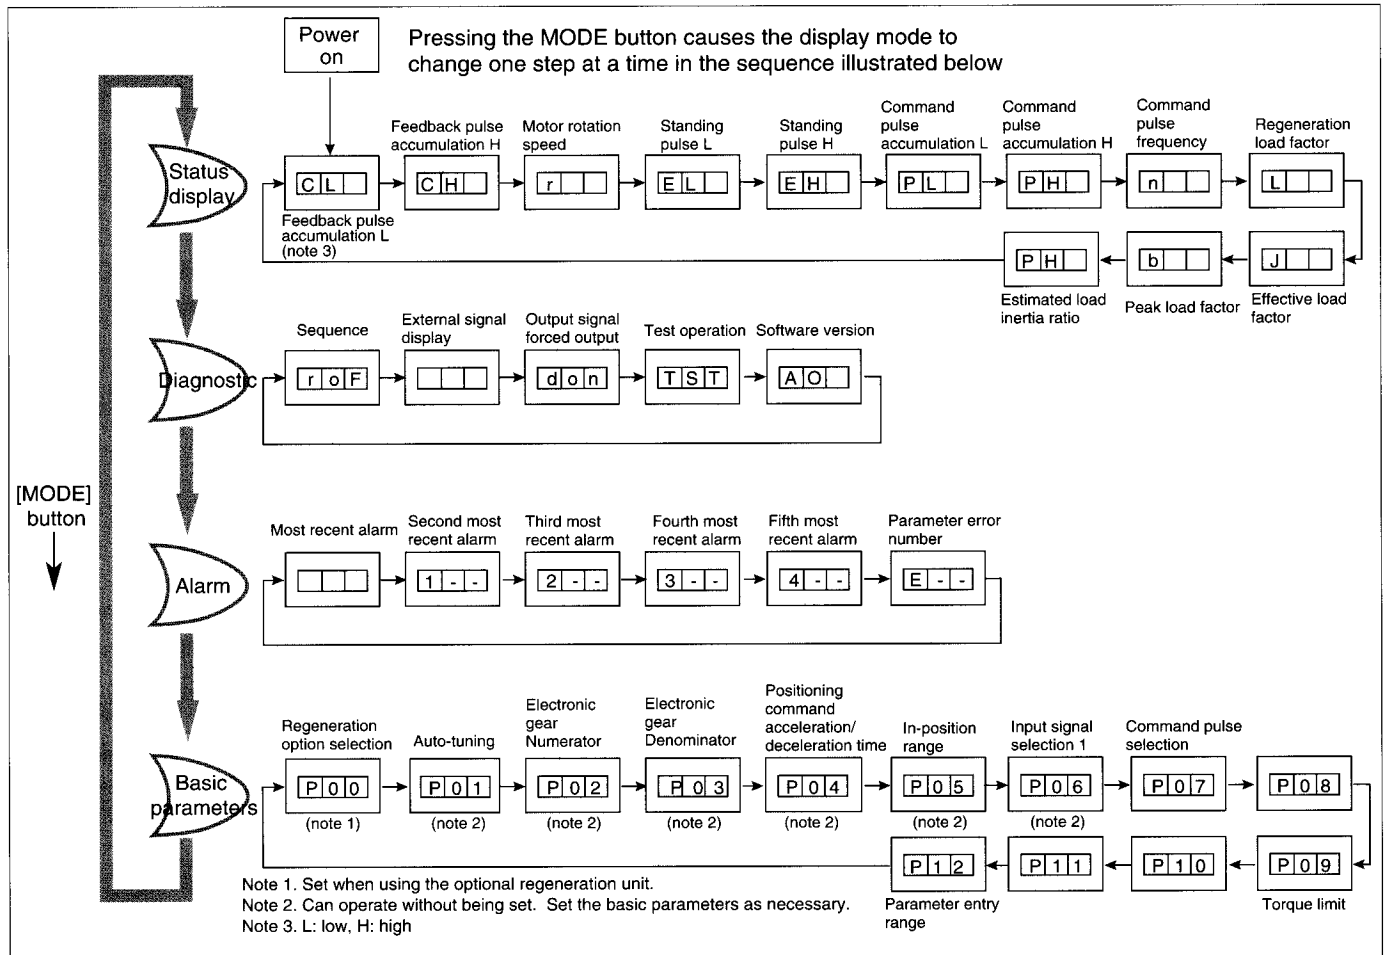 Power
on
Pressing the MODE button causes the display mode to
change one step at a time in the sequence illustrated below
Status
display
Feedback pulse
accumulation H
Motor rotation
speed
Standing
pulse L
Standing
pulse H
Command
pulse
accumulation L
Command
pulse
accumulation H
Command
pulse
frequency
Regeneration
load factor
C L
C H
r
E L
E H
P L
P H
n
L
Feedback pulse
accumulation L
(note 3)
P H
b
J
Estimated load
inertia ratio
Peak load factor
Effective load
factor
Diagnostic
Sequence
External signal
display
Output signal
forced output
Test operation
Software version
r o F
d o n
T S T
A O
[MODE]
button
Alarm
Most recent alarm
Second most
recent alarm
Third most
recent alarm
Fourth most
recent alarm
Fifth most
recent alarm
Parameter error
number
1 - -
2 - -
3 - -
4 - -
E - -
Basic
parameters
Regeneration
option selection
Auto-tuning
Electronic
gear
Numerator
Electronic
gear
Denominator
Positioning
command
acceleration/
deceleration time
In-position
range
Input signal
selection 1
Command pulse
selection
P 0 0
P 0 1
P 0 2
P 0 3
P 0 4
P 0 5
P 0 6
P 0 7
P 0 8
(note 1)
(note 2)
(note 2)
(note 2)
(note 2)
(note 2)
(note 2)
P 1 2
P 1 1
P 1 0
P 0 9
Parameter entry
range
Torque limit
Note 1. Set when using the optional regeneration unit.
Note 2. Can operate without being set. Set the basic parameters as necessary.
Note 3. L: low, H: high